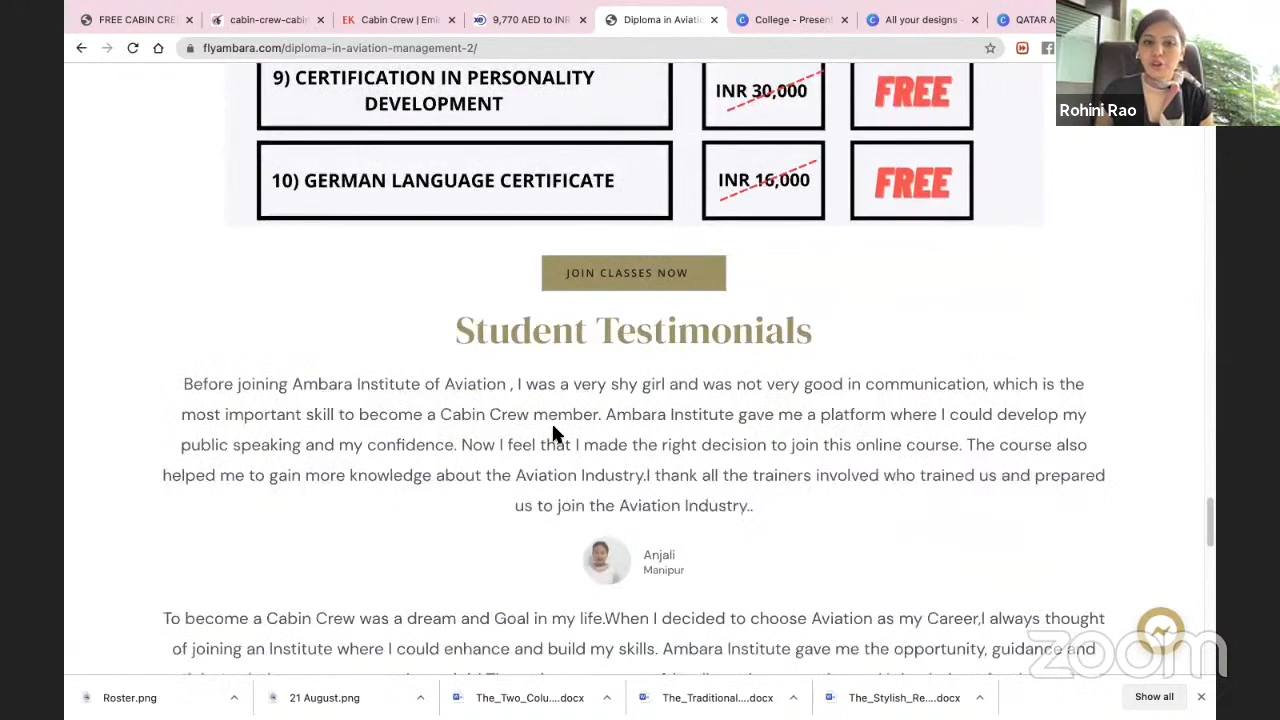 FREE CABIN CRE
cabin-crew-cabi
EK Cabin Crew | Emi
9,770 AED to INR
Diploma in Aviatio
College - Present
All your designs -
QATAR A
flyambara.com/diploma-in-aviation-management-2/
Rohini Rao
9) CERTIFICATION IN PERSONALITY
DEVELOPMENT
INR 30,000
FREE
10) GERMAN LANGUAGE CERTIFICATE
INR 16,000
FREE
JOIN CLASSES NOW
Student Testimonials
Before joining Ambara Institute of Aviation , I was a very shy girl and was not very good in communication, which is the
most important skill to become a Cabin Crew member. Ambara Institute gave me a platform where I could develop my
public speaking and my confidence. Now I feel that I made the right decision to join this online course. The course also
helped me to gain more knowledge about the Aviation Industry.I thank all the trainers involved who trained us and prepared
us to join the Aviation Industry..
Anjali
Manipur
To become a Cabin Crew was a dream and Goal in my life.When I decided to choose Aviation as my Career,I always thought
of joining an Institute where I could enhance and build my skills. Ambara Institute gave me the opportunity, guidance and
zoom
Roster.png
21 August.png
The_Two_Colu....docx
The_Traditional....docx
The_Stylish_Re....docx
Show all